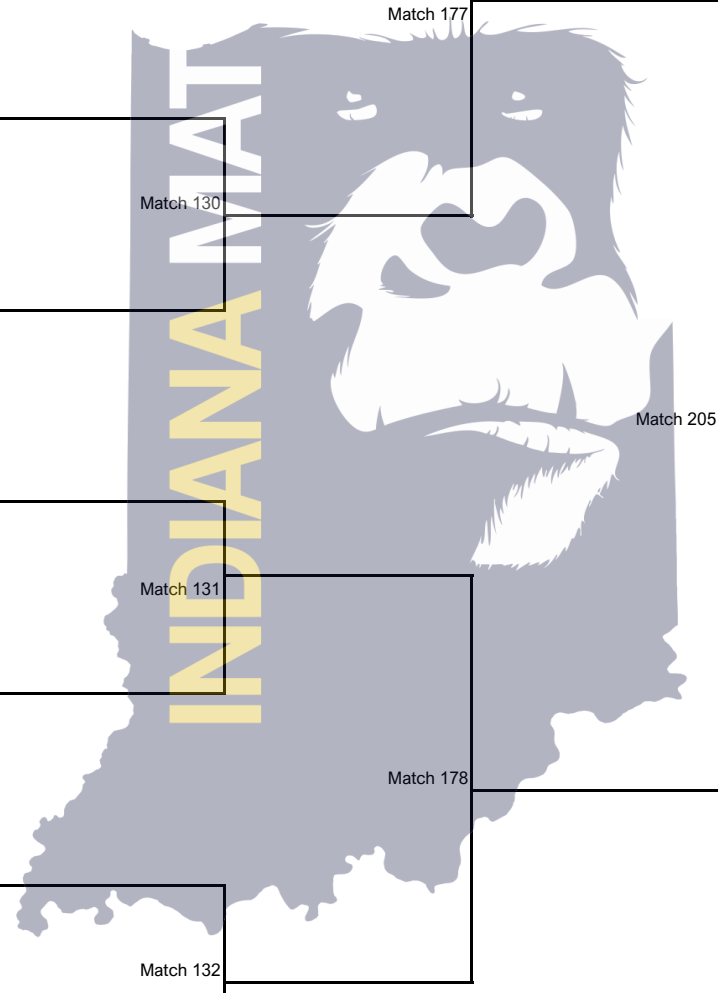 Match 177
Match 130
Match 205
Match 131
Match 178
Match 132
INDIANA MAT